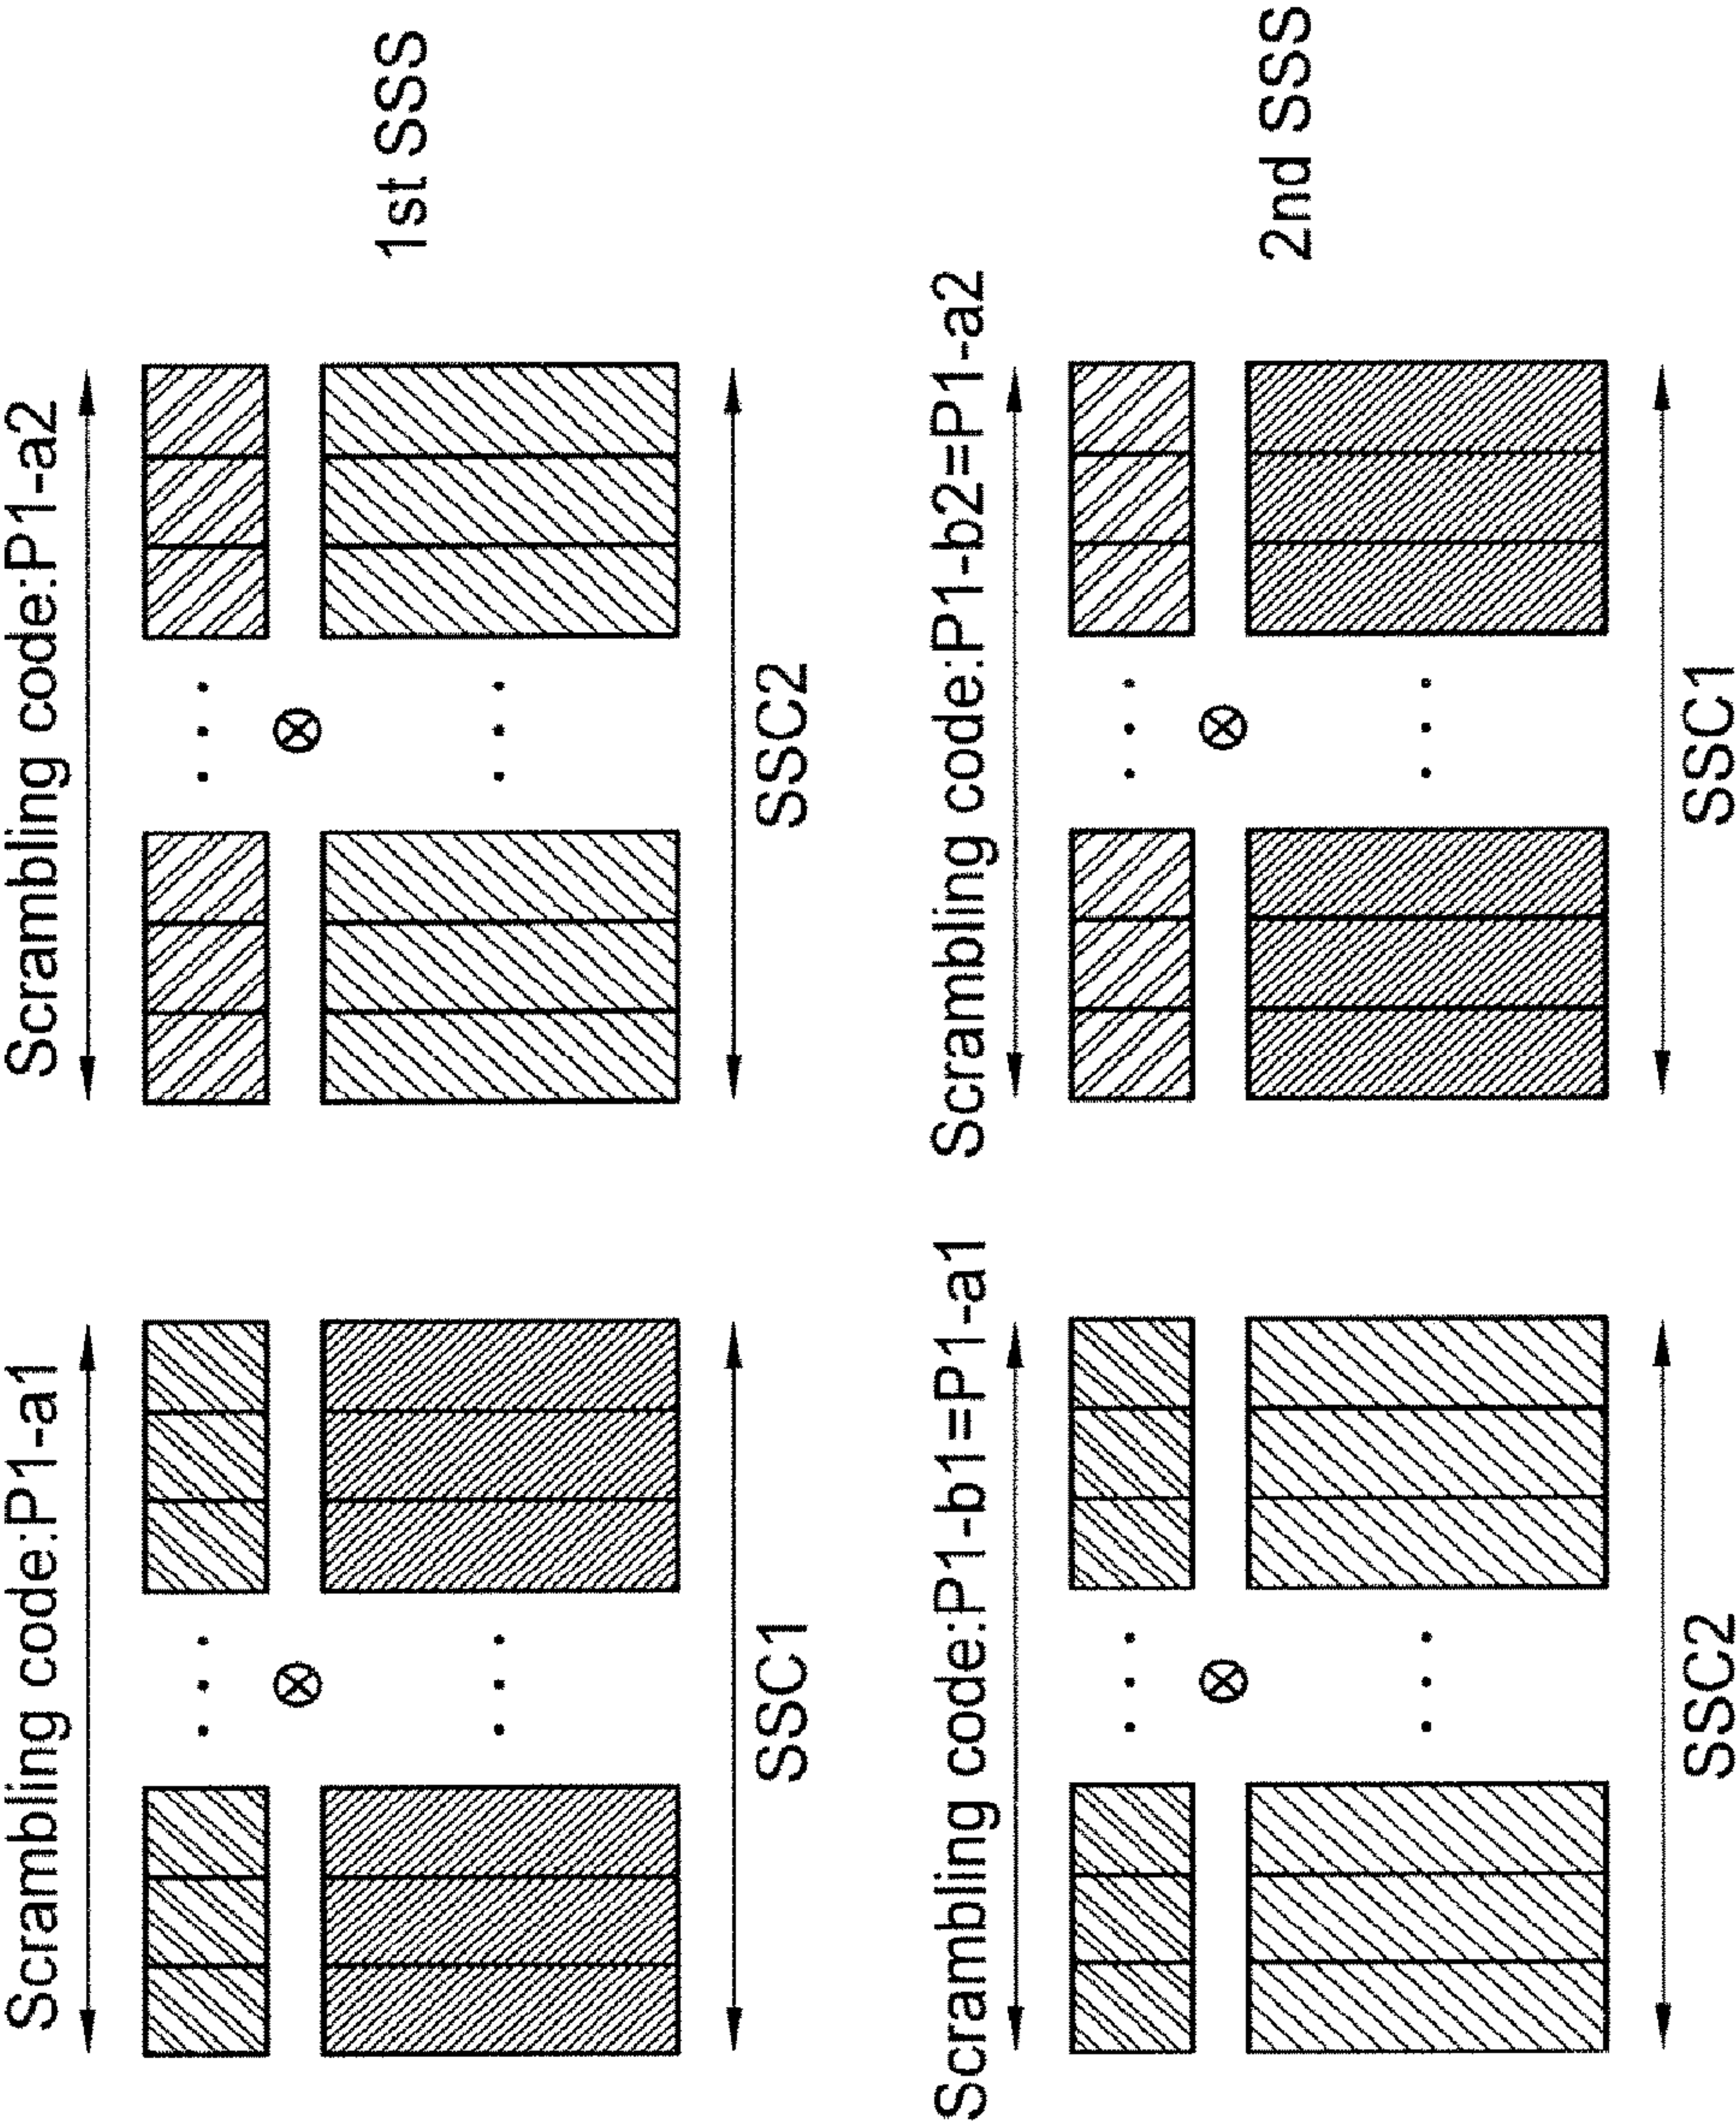 Scrambling code:P1-a1
Scrambling code:P1-a2
SSC1
SSC2
1st SSS
Scrambling code:P1-b1=P1-a1
Scrambling code:P1-b2=P1-a2
SSC2
SSC1
2nd SSS